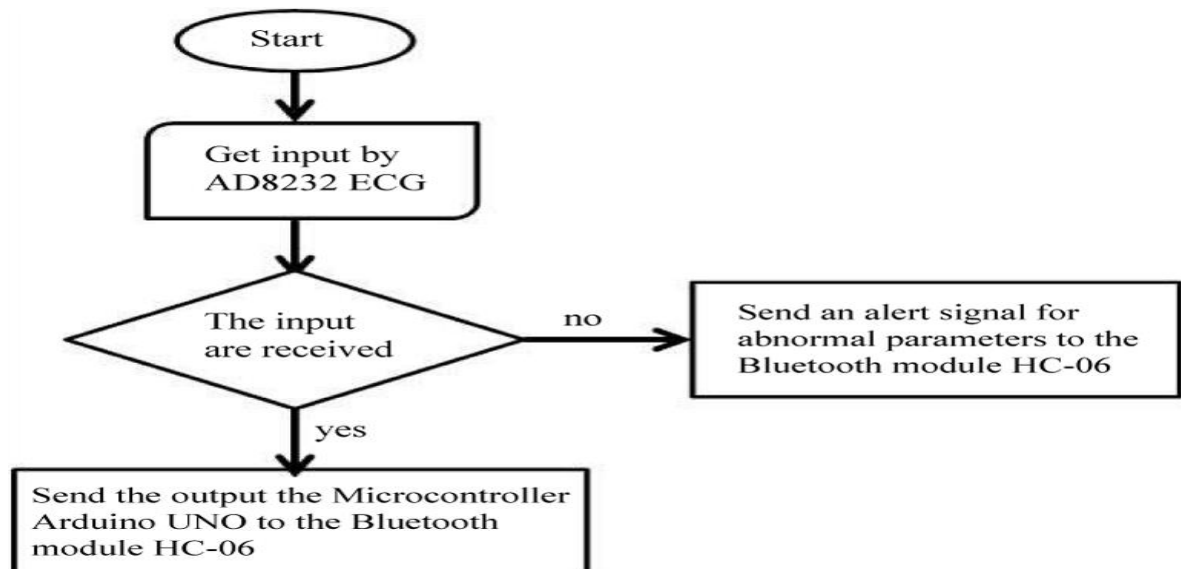 Start
Get input by
AD8232 ECG
The input
are received
no
Send an alert signal for
abnormal parameters to the
Bluetooth module HC-06
yes
Send the output the Microcontroller
Arduino UNO to the Bluetooth
module HC-06